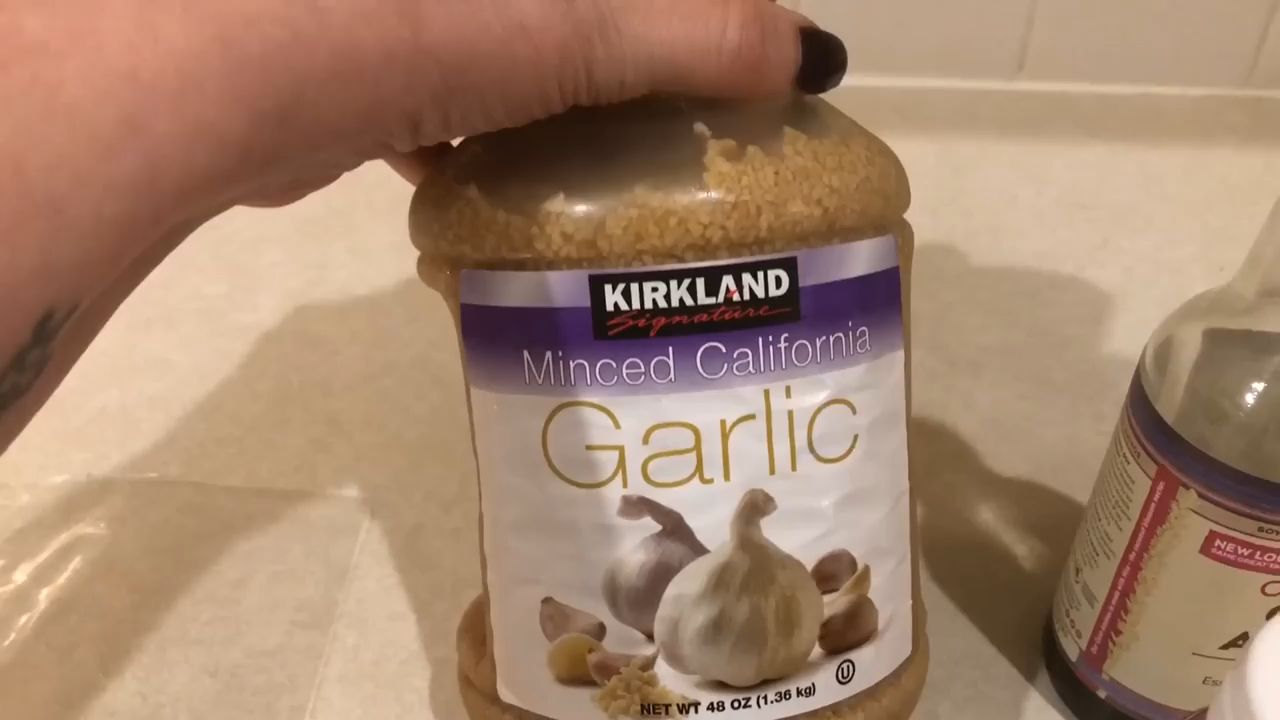 KIRKLAND
Signature
Minced California
Garlic
NET WT 48 OZ (1.36 kg)
U
NEW LO